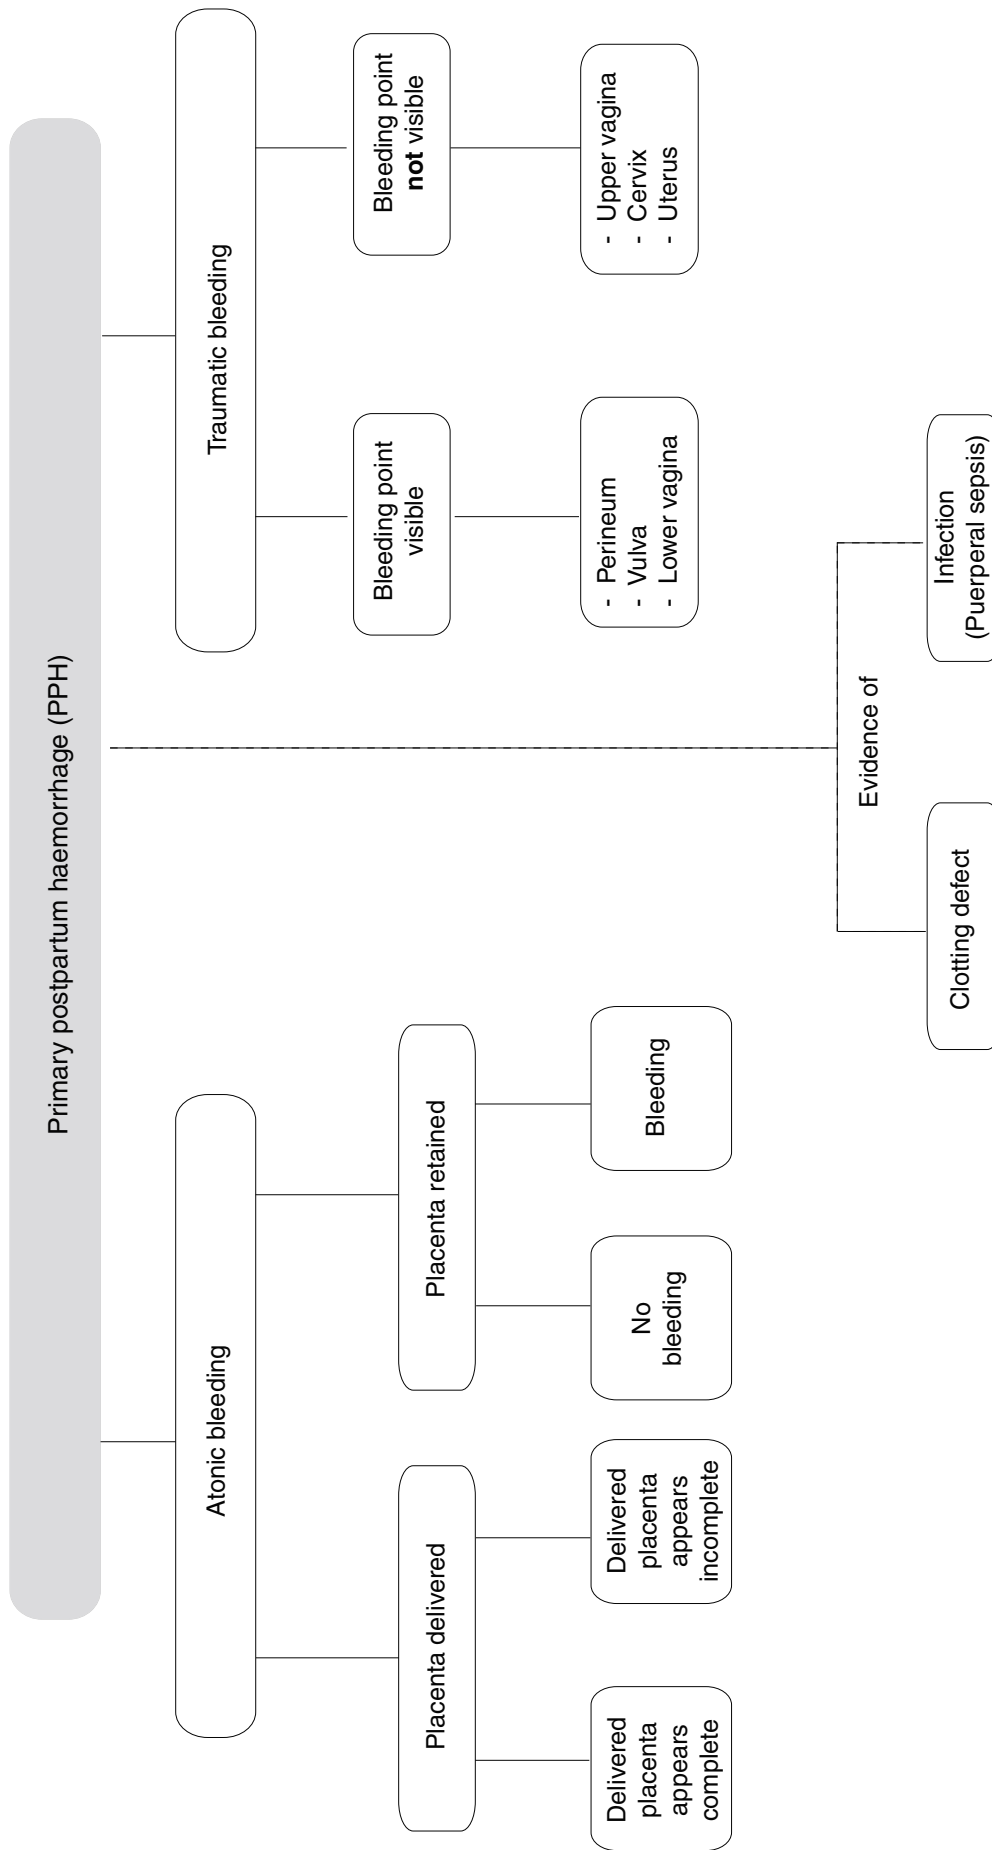 Primary postpartum haemorrhage (PPH)
Atonic bleeding
Traumatic bleeding
Placenta delivered
Placenta retained
Bleeding point
visible
Bleeding point
not visible
Delivered
placenta
appears
complete
Delivered
placenta
appears
incomplete
No
bleeding
Bleeding
- Perineum
- Vulva
- Lower vagina
- Upper vagina
- Cervix
- Uterus
Evidence of
Clotting defect
Infection
(Puerperal sepsis)